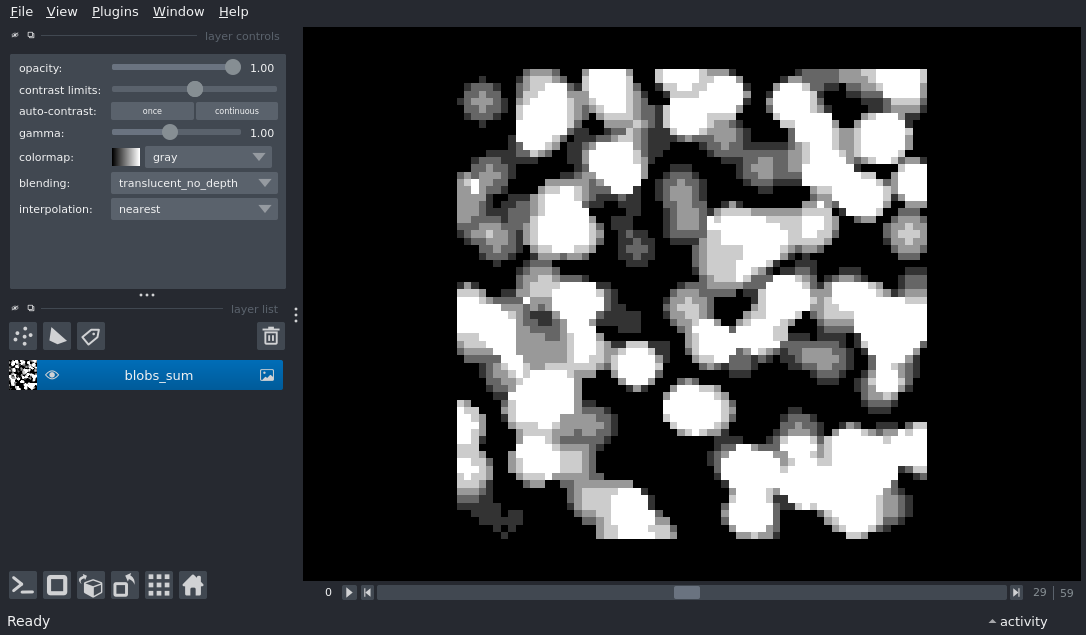 File View Plugins Window Help
layer controls
opacity: 1.00
contrast limits:
auto-contrast: once continuous
gamma: 1.00
colormap: gray
blending: translucent_no_depth
interpolation: nearest
layer list
blobs_sum
0 29 59
Ready activity